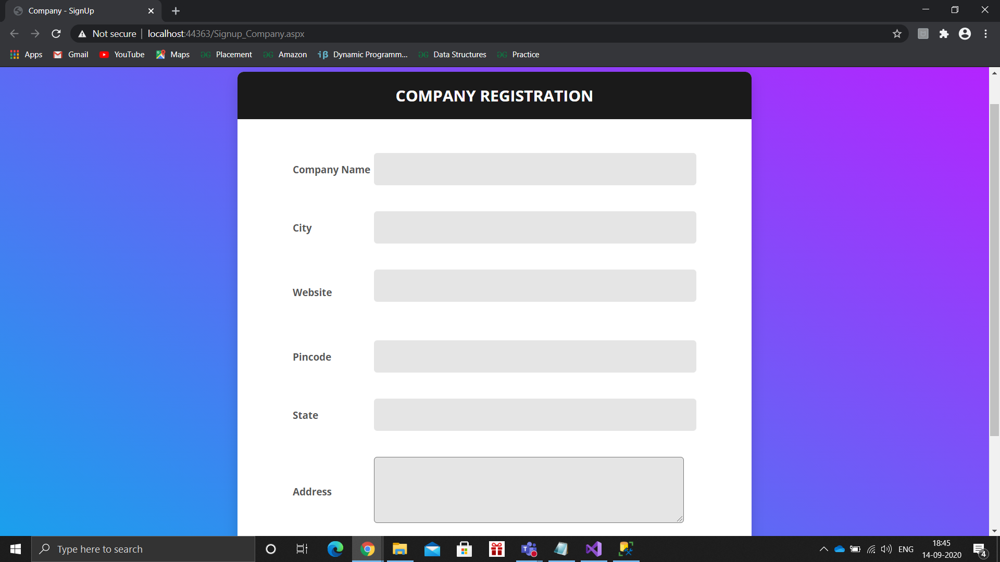 Company - SignUp
Not secure | localhost:44363/Signup_Company.aspx
Apps Gmail YouTube Maps Placement Amazon iβ Dynamic Programm... Data Structures Practice
COMPANY REGISTRATION
Company Name
City
Website
Pincode
State
Address
Type here to search
ENG
18:45
14-09-2020
4